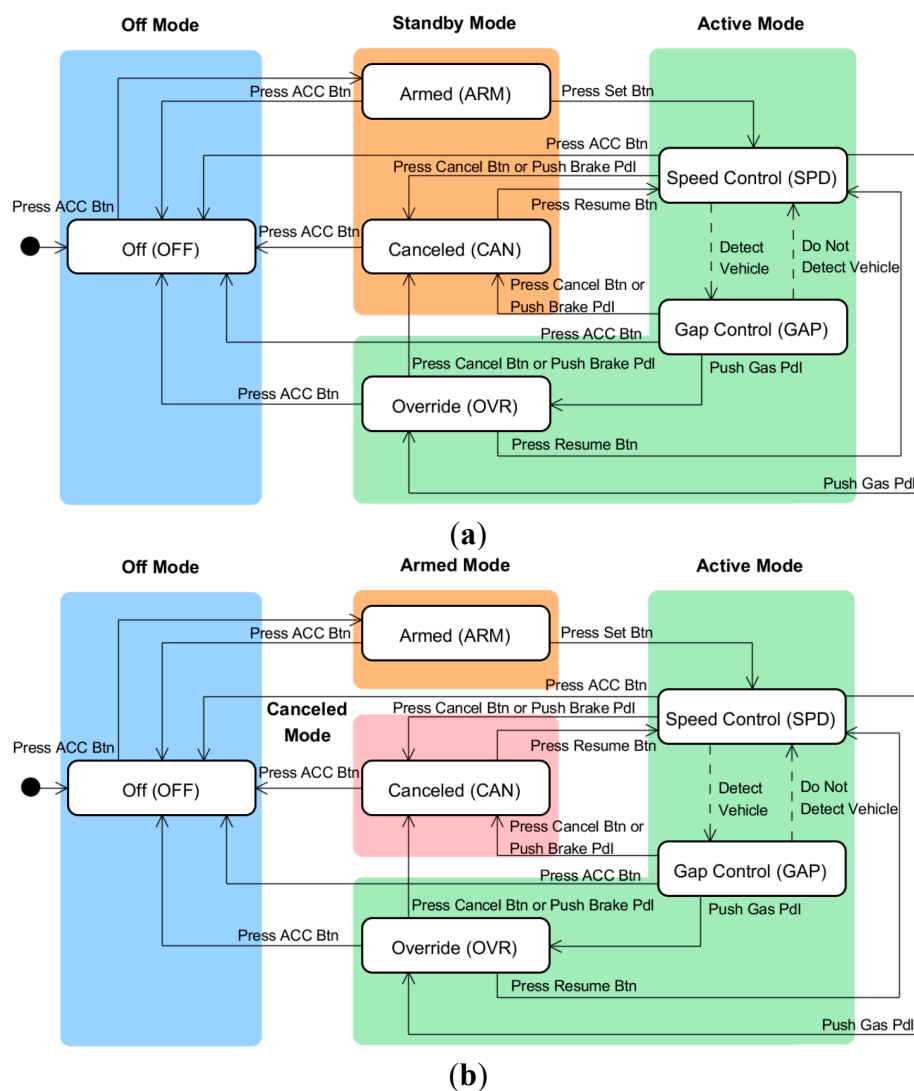 Off Mode
Standby Mode
Active Mode
Press ACC Btn
Armed (ARM)
Press Set Btn
Press ACC Btn
Press Cancel Btn or Push Brake Pdl
Speed Control (SPD)
Press ACC Btn
Press Resume Btn
Off (OFF)
Press ACC Btn
Canceled (CAN)
Detect
Vehicle
Do Not
Detect Vehicle
Press Cancel Btn or
Push Brake Pdl
Press ACC Btn
Gap Control (GAP)
Press Cancel Btn or Push Brake Pdl
Push Gas Pdl
Press ACC Btn
Override (OVR)
Press Resume Btn
Push Gas Pdl
(a)
Off Mode
Armed Mode
Active Mode
Press ACC Btn
Armed (ARM)
Press Set Btn
Press ACC Btn
Canceled
Mode
Press Cancel Btn or Push Brake Pdl
Speed Control (SPD)
Press ACC Btn
Press Resume Btn
Off (OFF)
Press ACC Btn
Canceled (CAN)
Detect
Vehicle
Do Not
Detect Vehicle
Press Cancel Btn or
Push Brake Pdl
Press ACC Btn
Gap Control (GAP)
Press Cancel Btn or Push Brake Pdl
Push Gas Pdl
Press ACC Btn
Override (OVR)
Press Resume Btn
Push Gas Pdl
(b)